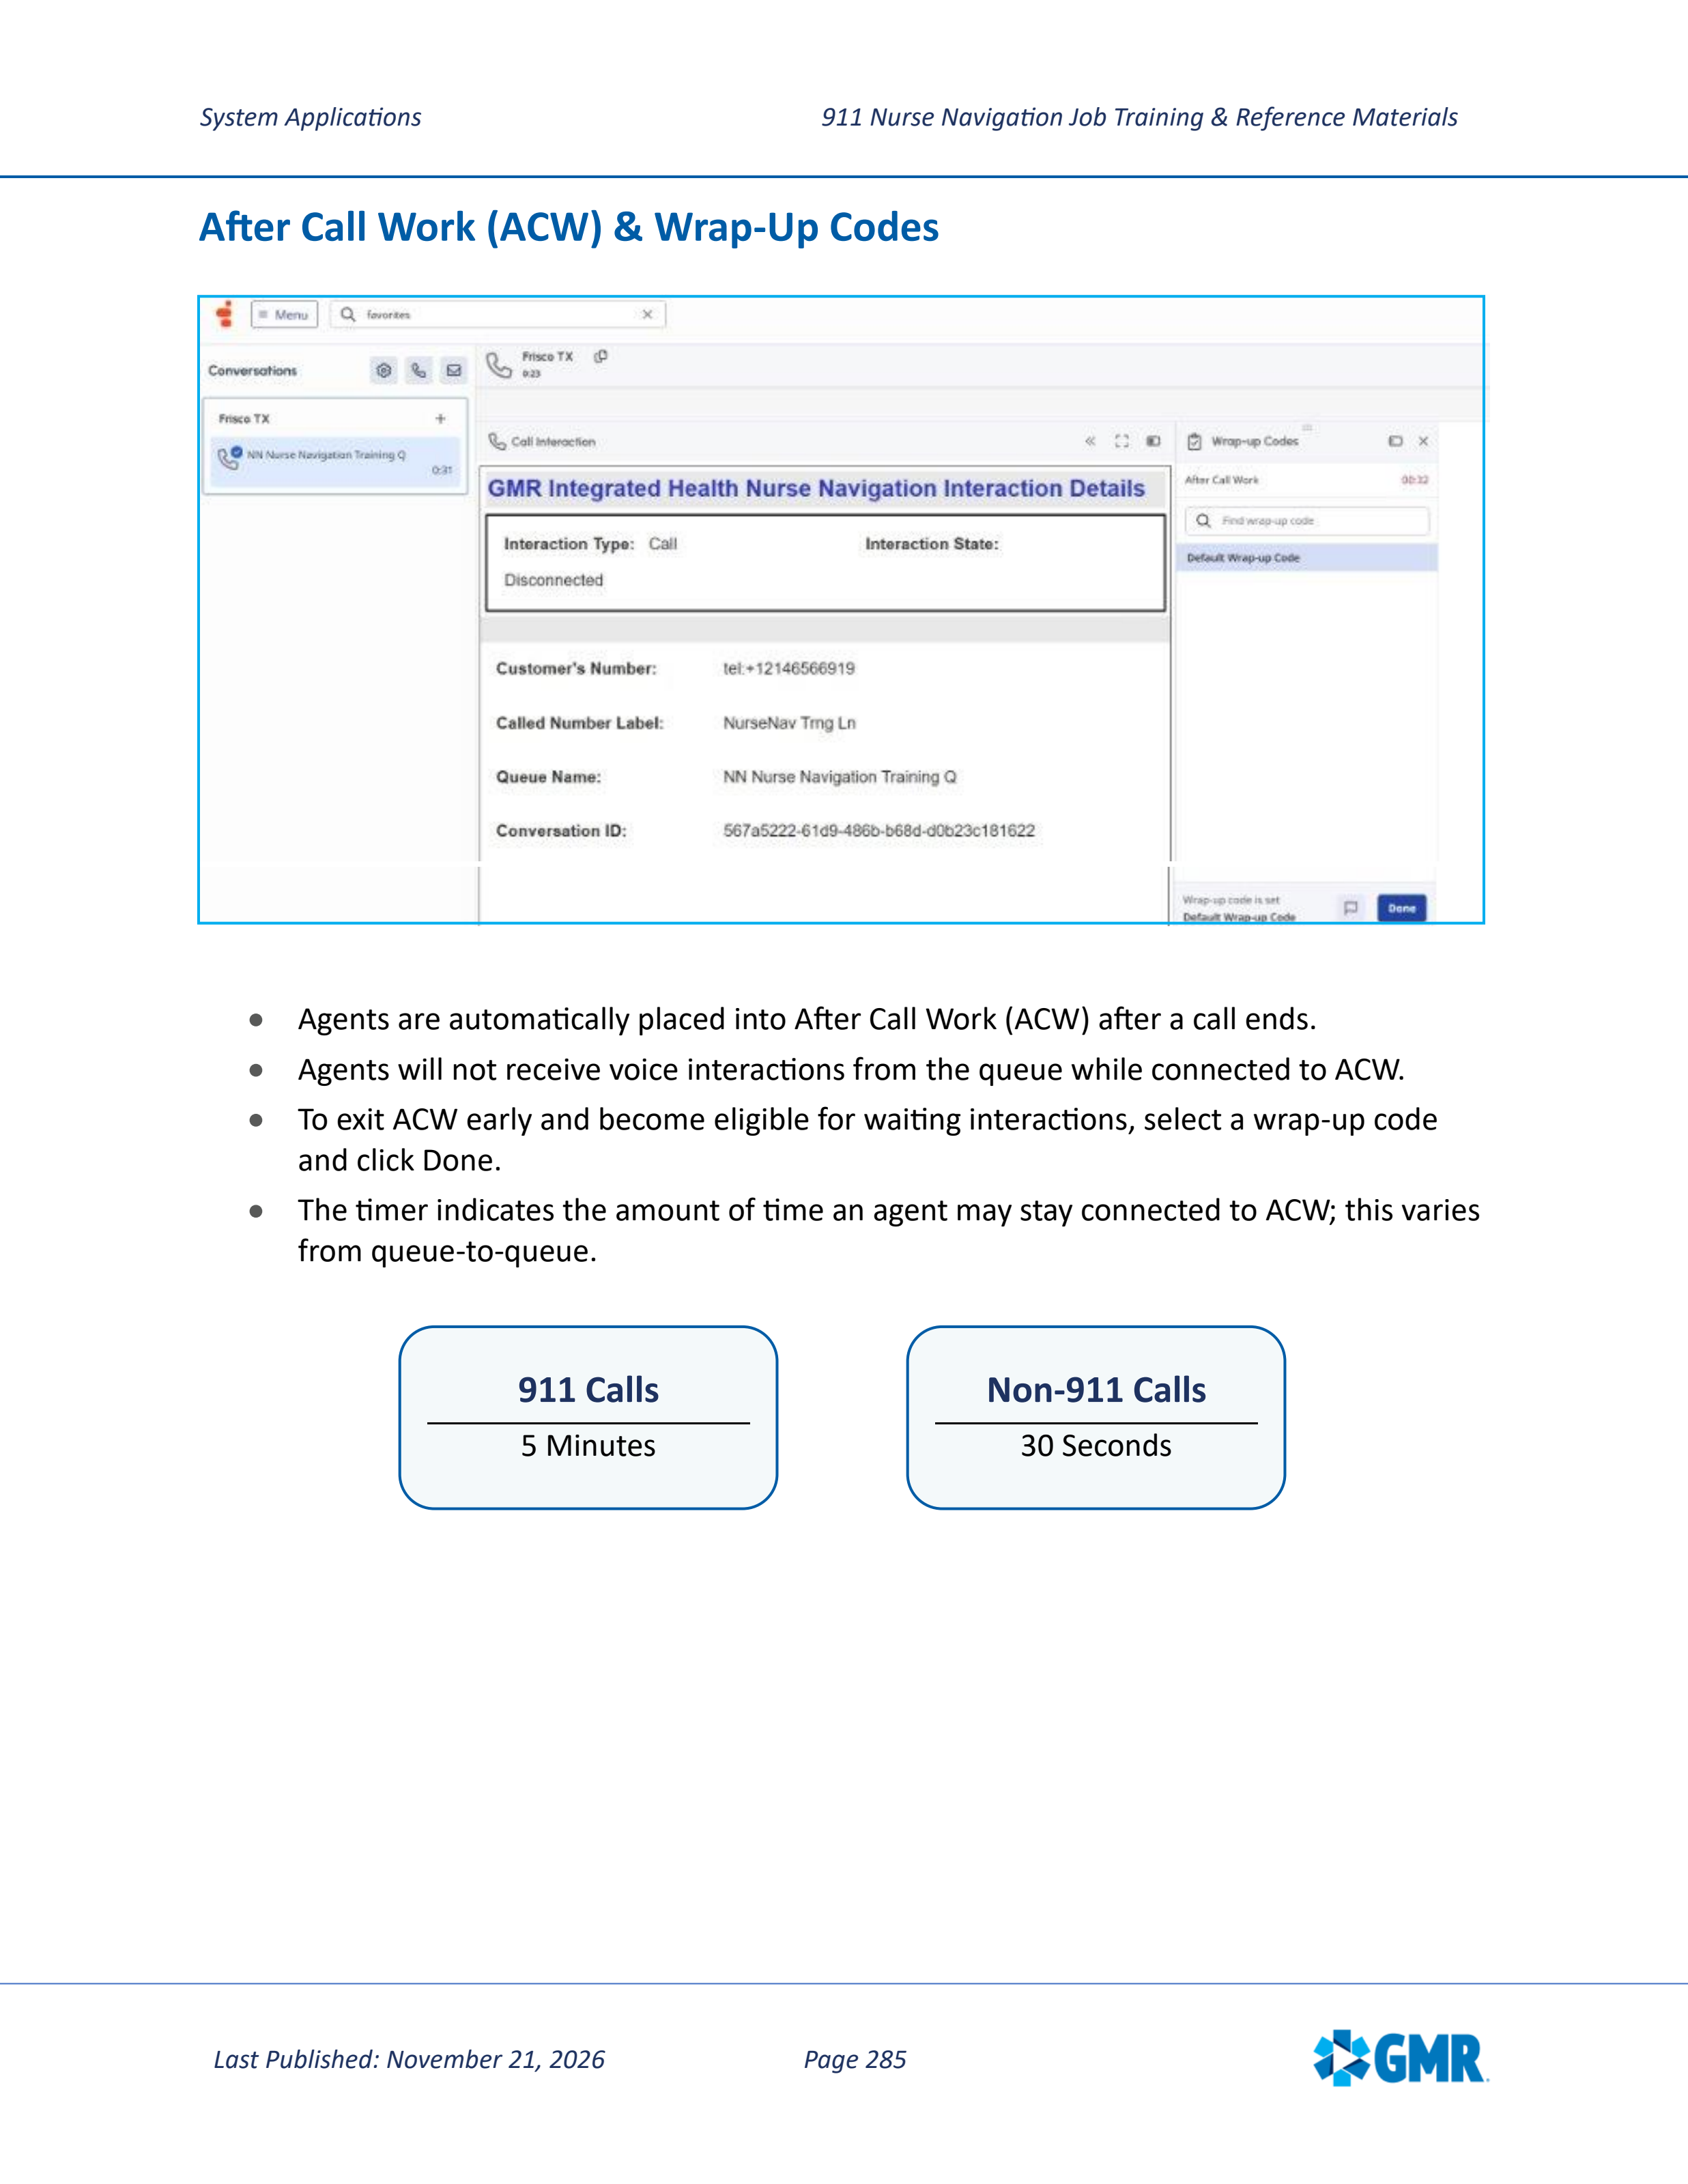 System Applications
911 Nurse Navigation Job Training & Reference Materials
After Call Work (ACW) & Wrap-Up Codes
Menu
favorites
Conversations
Frisco TX
0:23
Frisco TX
NN Nurse Navigation Training Q
0:31
Call Interaction
Wrap-up Codes
GMR Integrated Health Nurse Navigation Interaction Details
After Call Work
00:32
Find wrap-up code
Interaction Type: Call
Interaction State:
Disconnected
Default Wrap-up Code
Customer's Number: tel:+12146566919
Called Number Label: NurseNav Trng Ln
Queue Name: NN Nurse Navigation Training Q
Conversation ID: 567a5222-61d9-486b-b68d-d0b23c181622
Wrap-up code is set
Default Wrap-up Code
Done
• Agents are automatically placed into After Call Work (ACW) after a call ends.
• Agents will not receive voice interactions from the queue while connected to ACW.
• To exit ACW early and become eligible for waiting interactions, select a wrap-up code
and click Done.
• The timer indicates the amount of time an agent may stay connected to ACW; this varies
from queue-to-queue.
911 Calls
5 Minutes
Non-911 Calls
30 Seconds
Last Published: November 21, 2026
Page 285
GMR